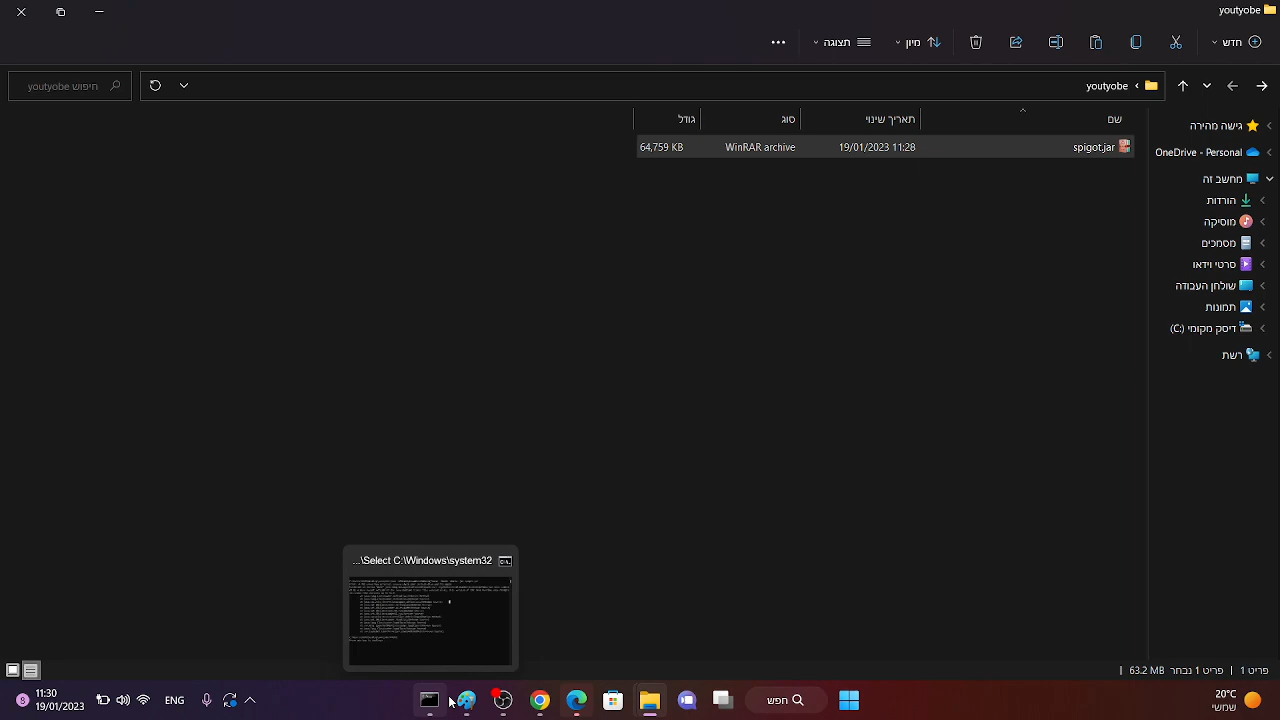 youtyobe
חדש
מיון
תצוגה
youtyobe
חיפוש youtyobe
שם
תאריך שינוי
סוג
גודל
spigot.jar
19/01/2023 11:28
WinRAR archive
64,759 KB
גישה מהירה
OneDrive - Personal
מחשב זה
הורדות
מוסיקה
מסמכים
סרטי וידאו
שולחן העבודה
תמונות
דיסק מקומי (C:)
רשת
...\Select C:\Windows\system32
פריט 1
פריט 1 נבחר
63.2 MB
11:30
19/01/2023
ENG
חפש
20°C
שמשי